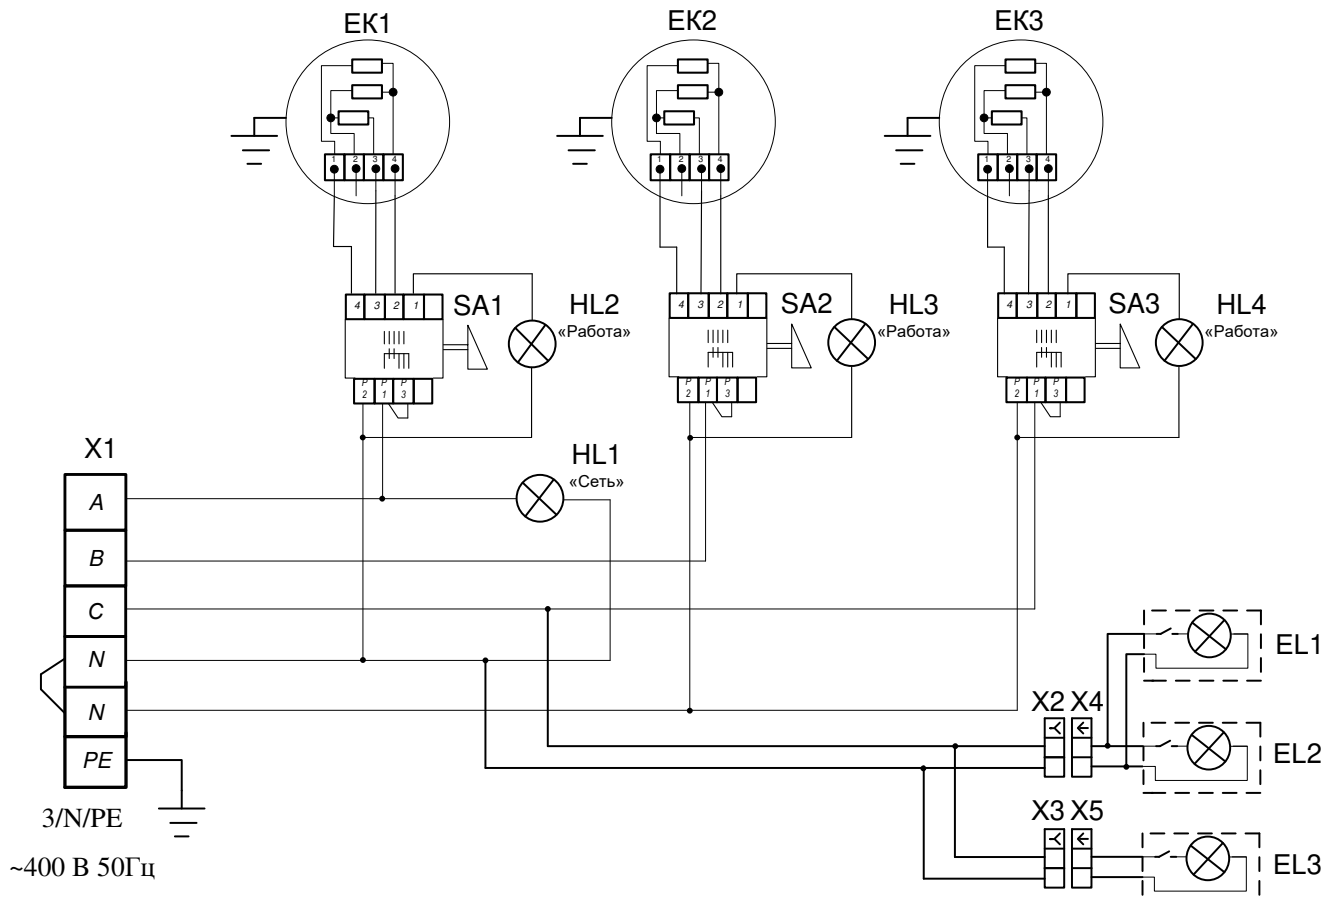 EK1 EK2 EK3
1 2 3 4 1 2 3 4 1 2 3 4
4 3 2 1 SA1 HL2 4 3 2 1 SA2 HL3 4 3 2 1 SA3 HL4
«Работа» «Работа» «Работа»
P P P P P P P P P
2 1 3 2 1 3 2 1 3
X1 HL1
«Сеть»
A
B
C
N EL1
N X2 X4
PE EL2
3/N/PE X3 X5
~400 В 50Гц EL3